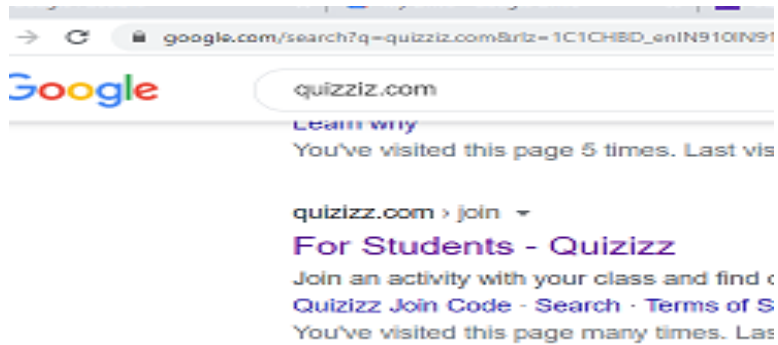 google.com/search?q=quizziz.com&rlz=1C1CHBD_enIN910IN91
Google
quizziz.com
Learn why
You've visited this page 5 times. Last vis
quizizz.com › join
For Students - Quizizz
Join an activity with your class and find
Quizizz Join Code · Search · Terms of S
You've visited this page many times. Las